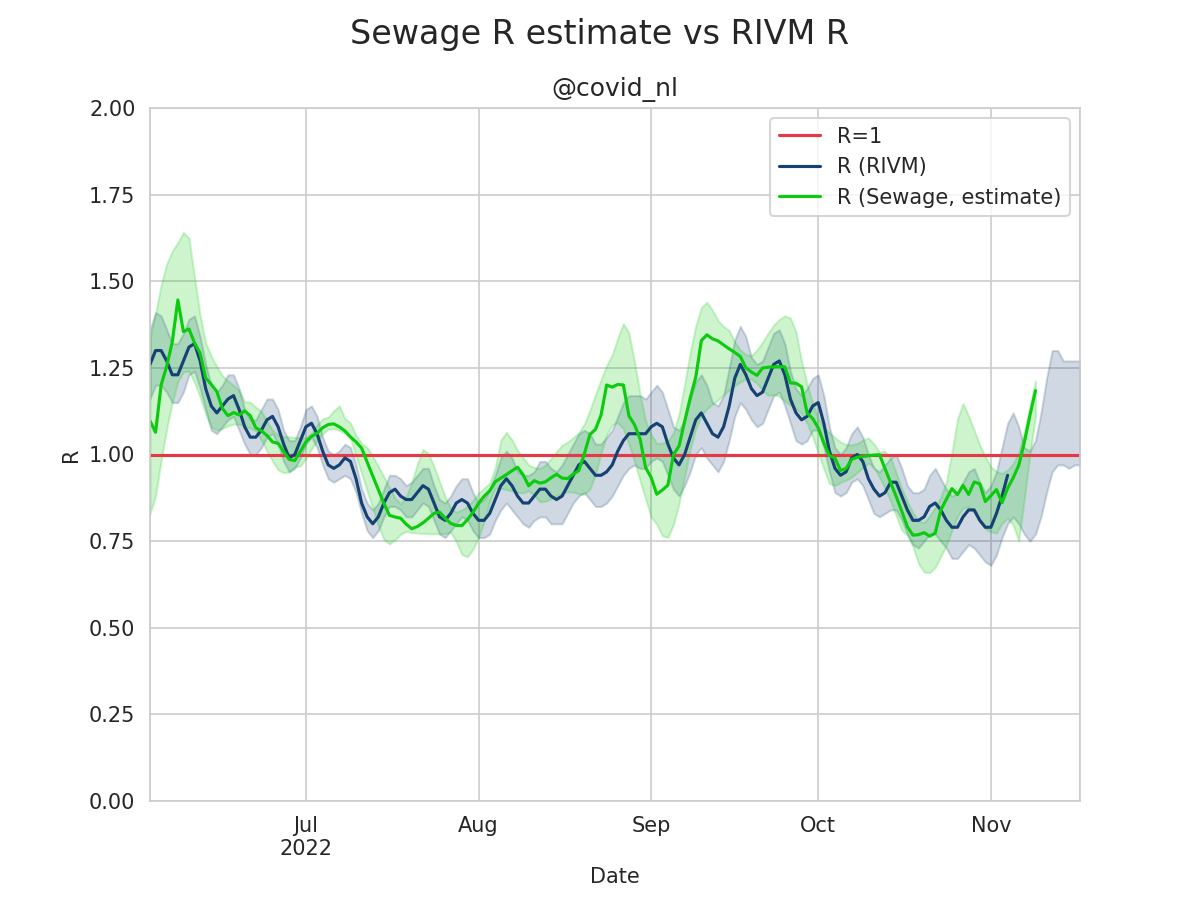 Sewage R estimate vs RIVM R
@covid_nl
2.00
1.75
1.50
1.25
1.00
0.75
0.50
0.25
0.00
R
R=1
R (RIVM)
R (Sewage, estimate)
Jul
2022
Aug
Sep
Oct
Nov
Date